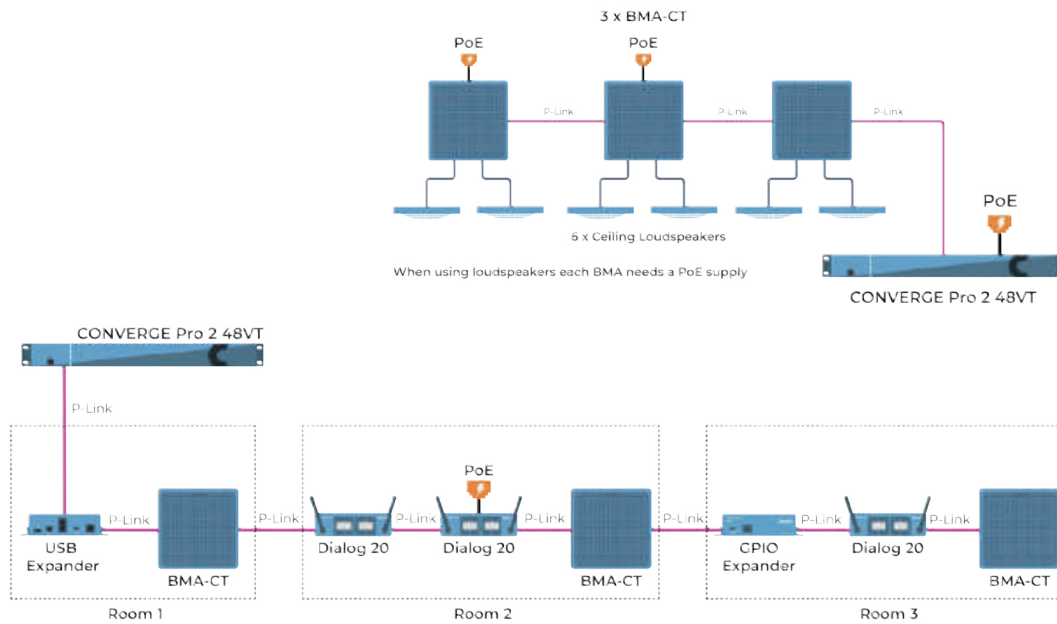 3 x BMA-CT
PoE
PoE
P-Link
P-Link
P-Link
PoE
6 x Ceiling Loudspeakers
When using loudspeakers each BMA needs a PoE supply
CONVERGE Pro 2 48VT
CONVERGE Pro 2 48VT
P-Link
PoE
P-Link
P-Link
P-Link
P-Link
P-Link
P-Link
P-Link
USB
Expander
BMA-CT
Dialog 20
Dialog 20
BMA-CT
GPIO
Expander
Dialog 20
BMA-CT
Room 1
Room 2
Room 3